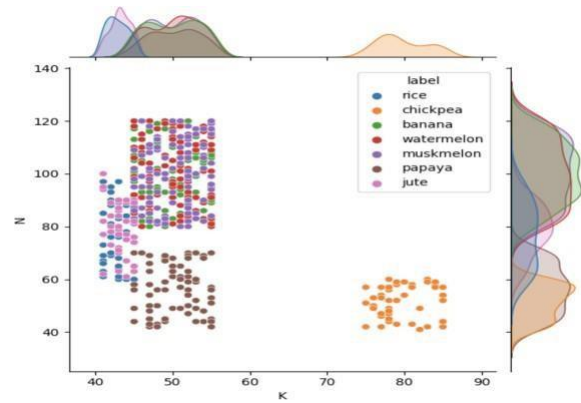 140
120
100
80
60
40
N
40
50
60
70
80
90
K
label
rice
chickpea
banana
watermelon
muskmelon
papaya
jute